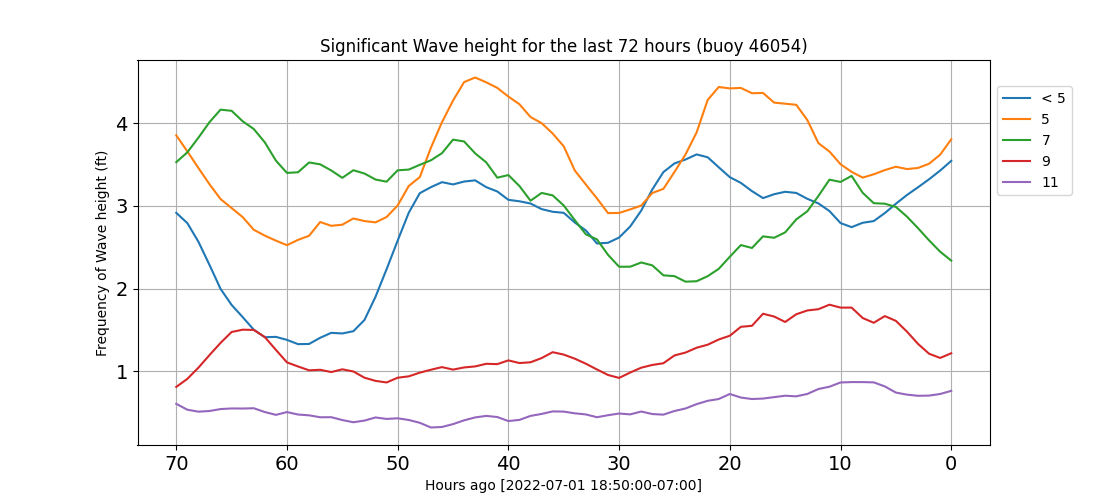 Significant Wave height for the last 72 hours (buoy 46054)
Frequency of Wave height (ft)
4
3
2
1
70 60 50 40 30 20 10 0
Hours ago [2022-07-01 18:50:00-07:00]
< 5
5
7
9
11